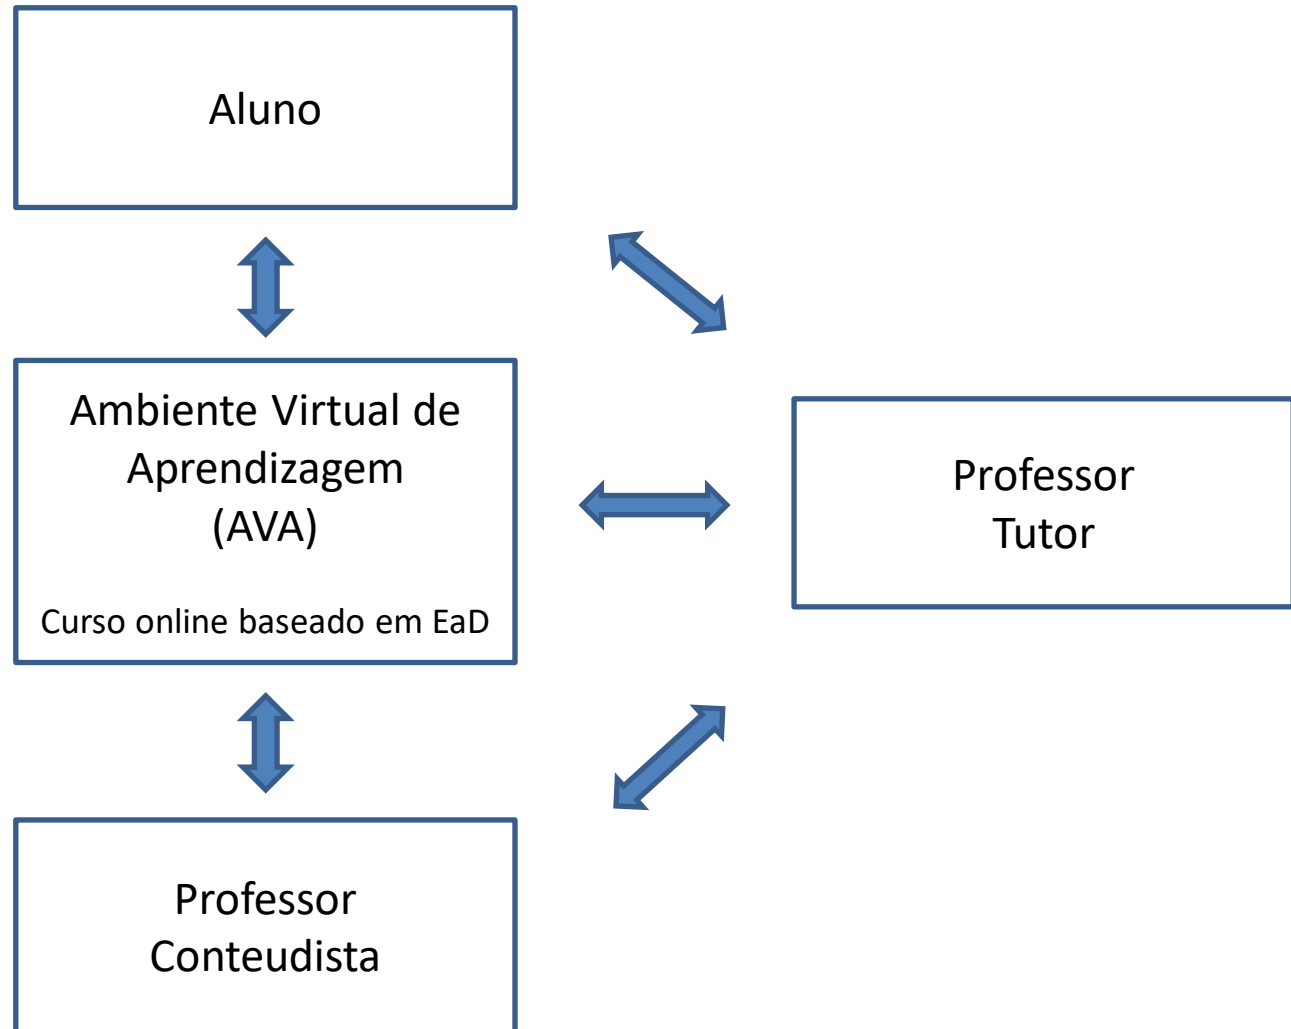 Aluno
Ambiente Virtual de
Aprendizagem
(AVA)
Curso online baseado em EaD
Professor
Tutor
Professor
Conteudista